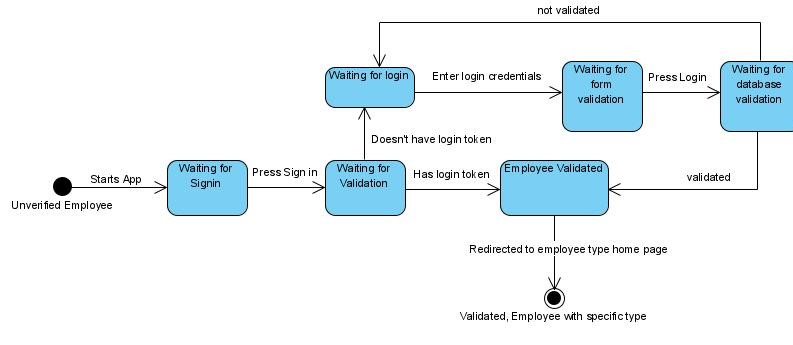 not validated
Waiting for login
Enter login credentials
Waiting for
form
validation
Press Login
Waiting for
database
validation
Doesn't have login token
Starts App
Waiting for
Signin
Press Sign in
Waiting for
Validation
Has login token
Employee Validated
validated
Unverified Employee
Redirected to employee type home page
Validated, Employee with specific type